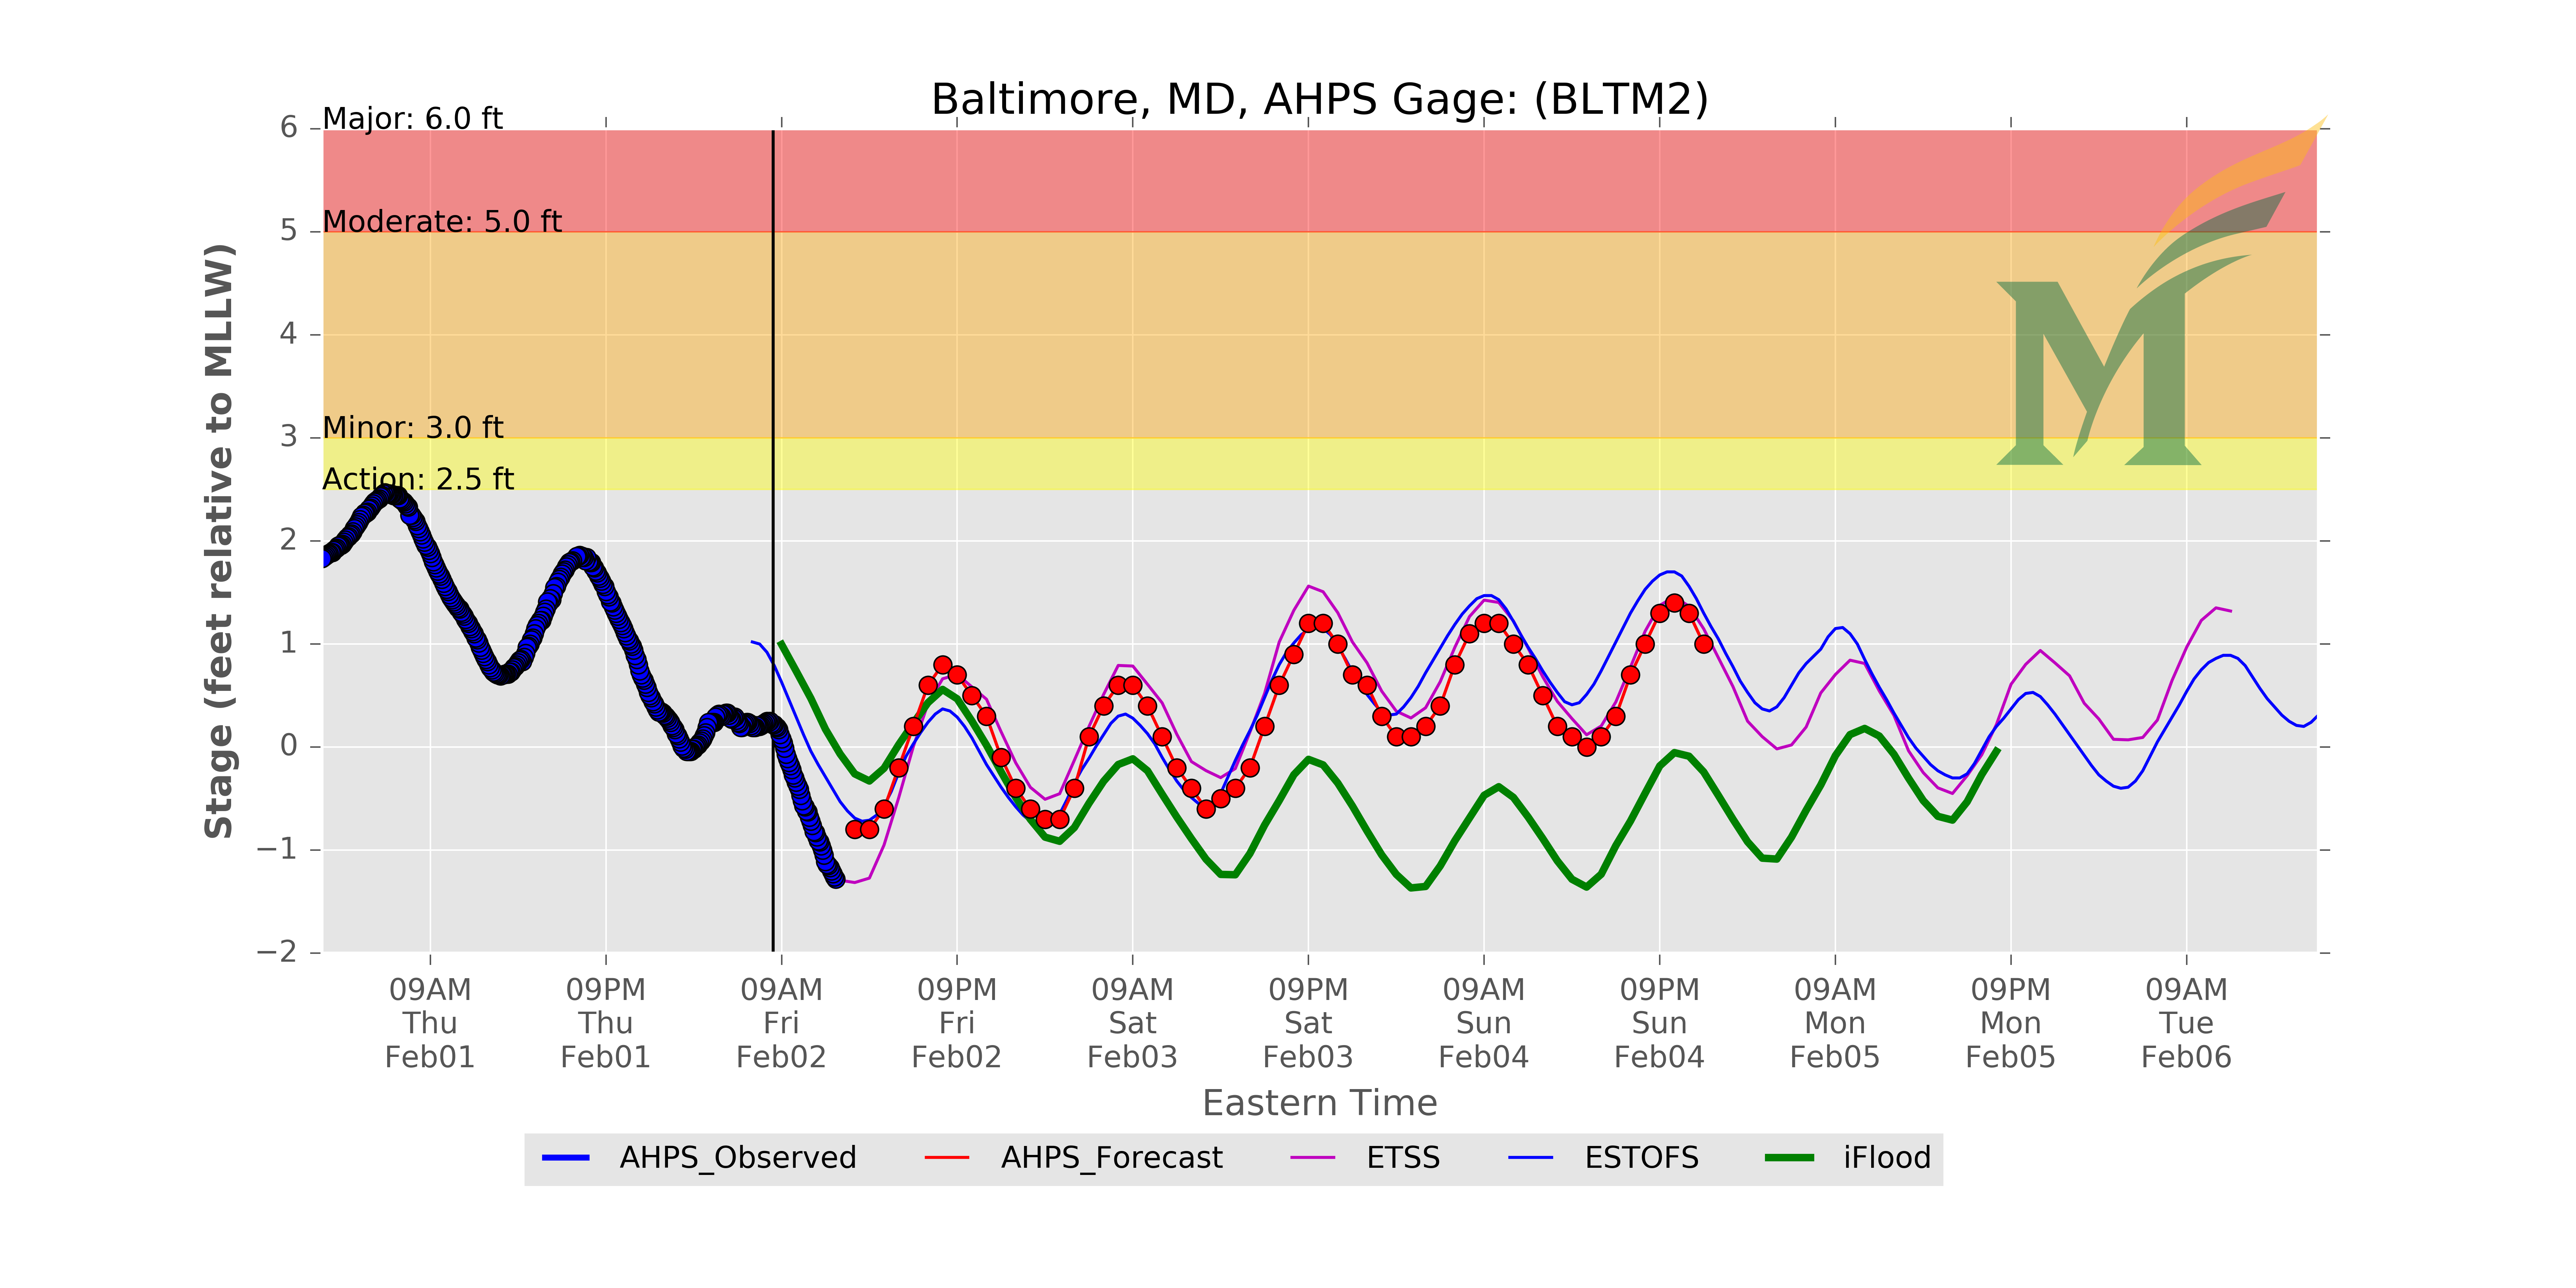 Baltimore, MD, AHPS Gage: (BLTM2)
Major: 6.0 ft
Moderate: 5.0 ft
Minor: 3.0 ft
Action: 2.5 ft
Stage (feet relative to MLLW)
6
5
4
3
2
1
0
−1
−2
09AM Thu Feb01
09PM Thu Feb01
09AM Fri Feb02
09PM Fri Feb02
09AM Sat Feb03
09PM Sat Feb03
09AM Sun Feb04
09PM Sun Feb04
09AM Mon Feb05
09PM Mon Feb05
09AM Tue Feb06
Eastern Time
AHPS_Observed AHPS_Forecast ETSS ESTOFS iFlood
M